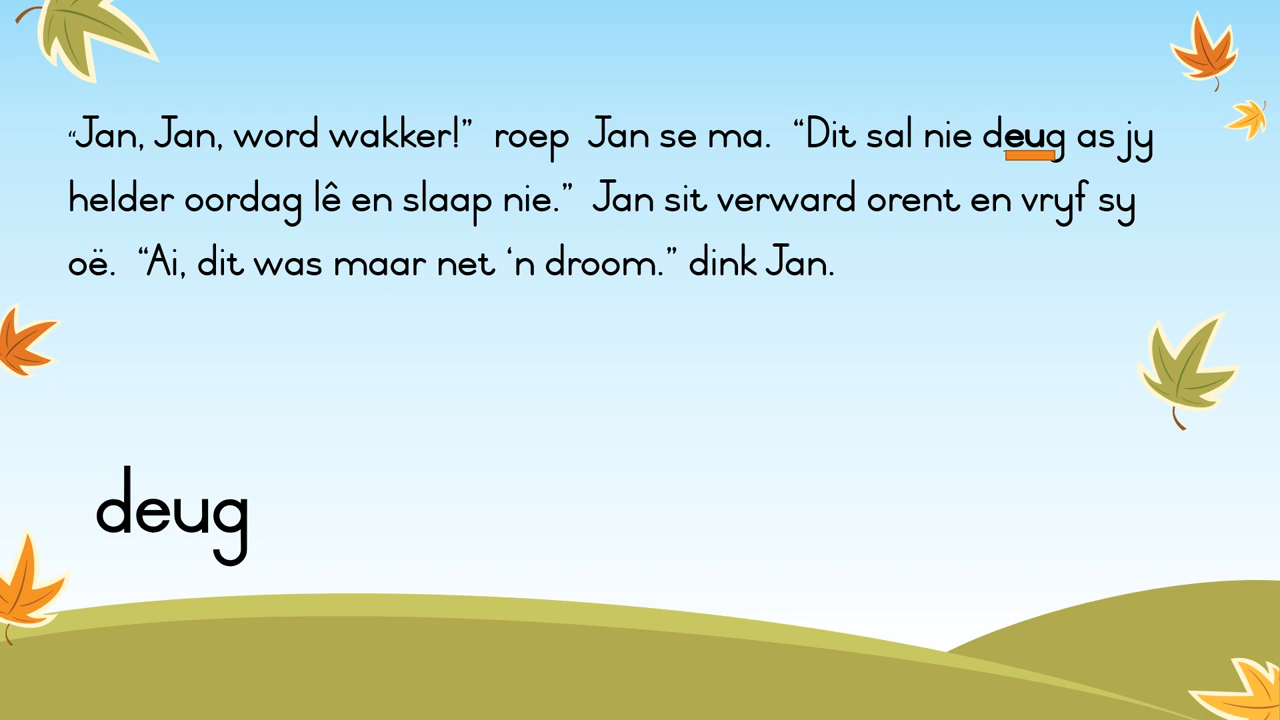 “Jan, Jan, word wakker!” roep Jan se ma. “Dit sal nie deug as jy
helder oordag lê en slaap nie.” Jan sit verward orent en vryf sy
oë. “Ai, dit was maar net ‘n droom.” dink Jan.
deug